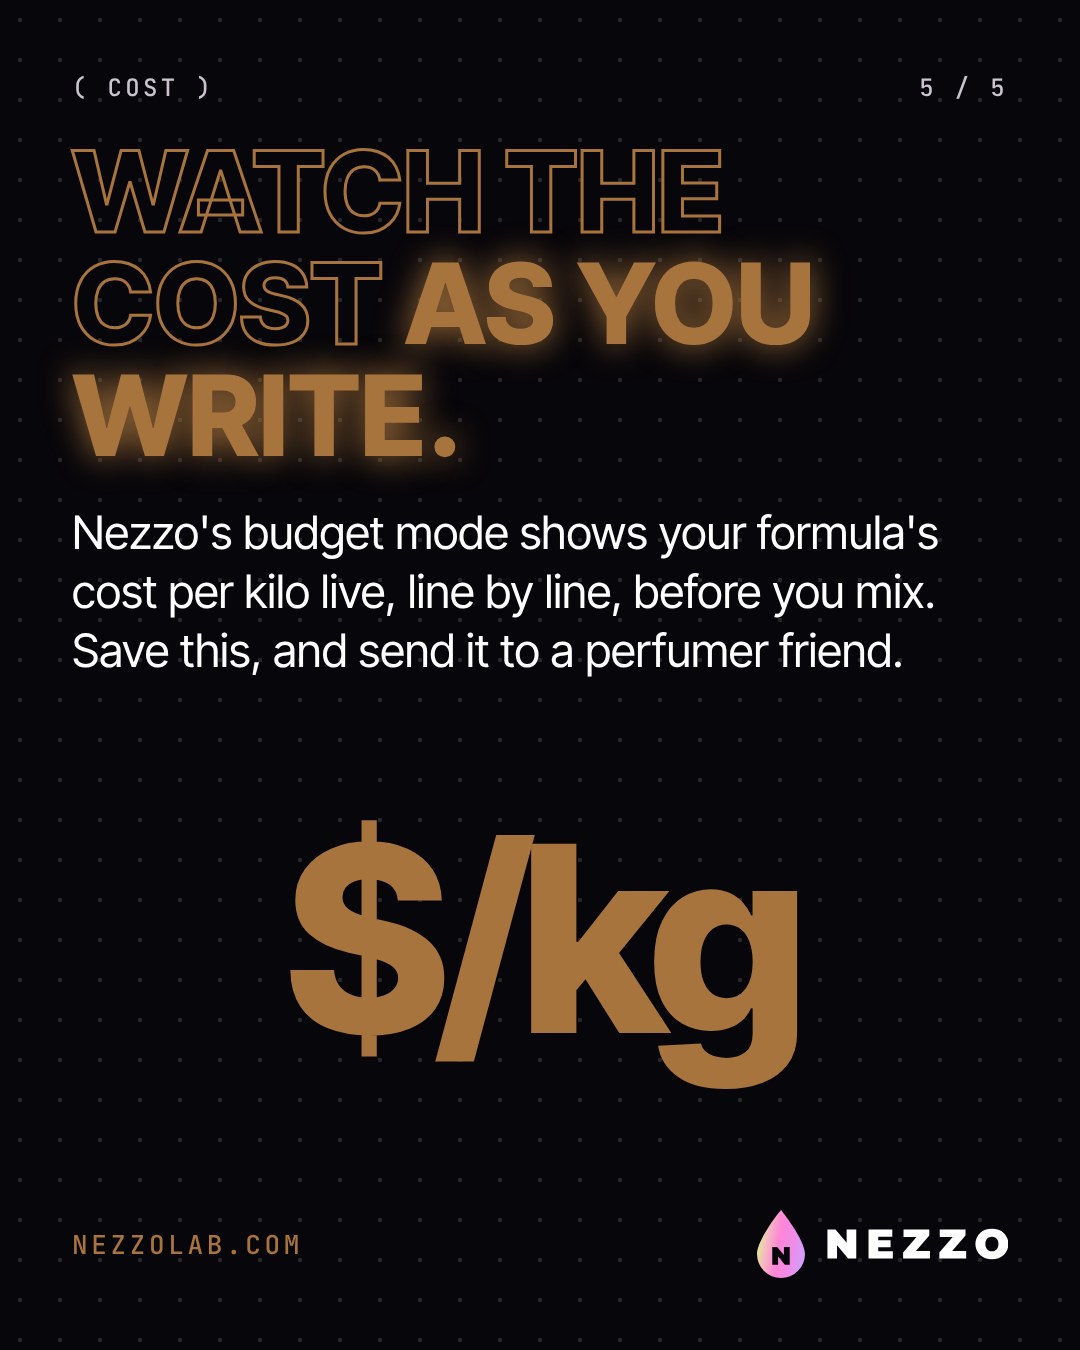 ( COST )
5 / 5
WATCH THE
COST AS YOU
WRITE.
Nezzo's budget mode shows your formula's
cost per kilo live, line by line, before you mix.
Save this, and send it to a perfumer friend.
$/kg
NEZZOLAB.COM
N NEZZO